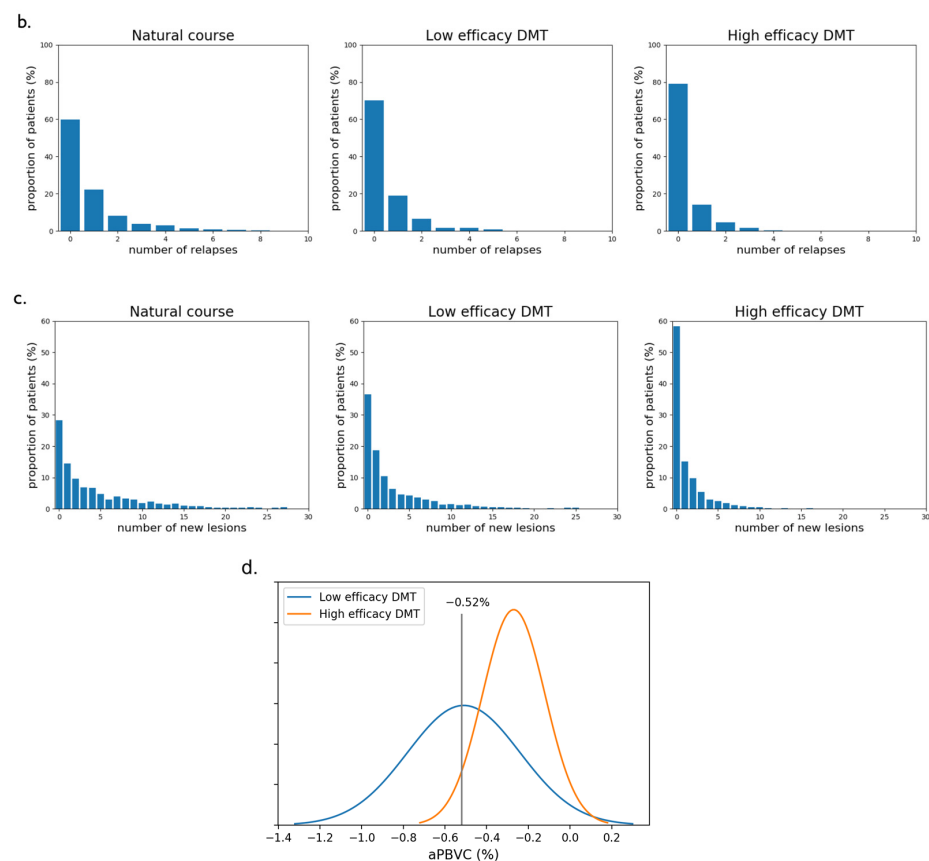 b.
Natural course
Low efficacy DMT
High efficacy DMT
proportion of patients (%)
100
80
60
40
20
0
0 2 4 6 8 10
number of relapses
proportion of patients (%)
100
80
60
40
20
0
0 2 4 6 8 10
number of relapses
proportion of patients (%)
100
80
60
40
20
0
0 2 4 6 8 10
number of relapses
c.
Natural course
Low efficacy DMT
High efficacy DMT
proportion of patients (%)
60
50
40
30
20
10
0
0 5 10 15 20 25 30
number of new lesions
proportion of patients (%)
60
50
40
30
20
10
0
0 5 10 15 20 25 30
number of new lesions
proportion of patients (%)
60
50
40
30
20
10
0
0 5 10 15 20 25 30
number of new lesions
d.
Low efficacy DMT
High efficacy DMT
−0.52%
−1.4 −1.2 −1.0 −0.8 −0.6 −0.4 −0.2 0.0 0.2
aPBVC (%)